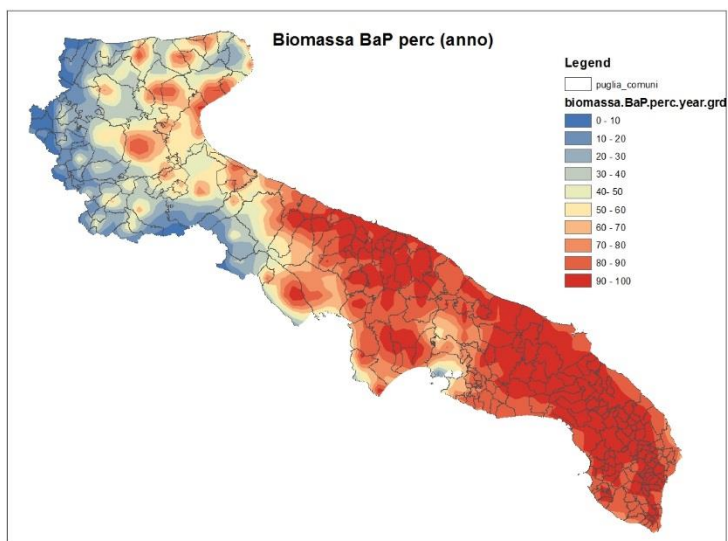 Biomassa BaP perc (anno)
Legend
puglia_comuni
biomassa.BaP.perc.year.grd
0 - 10
10 - 20
20 - 30
30 - 40
40- 50
50 - 60
60 - 70
70 - 80
80 - 90
90 - 100